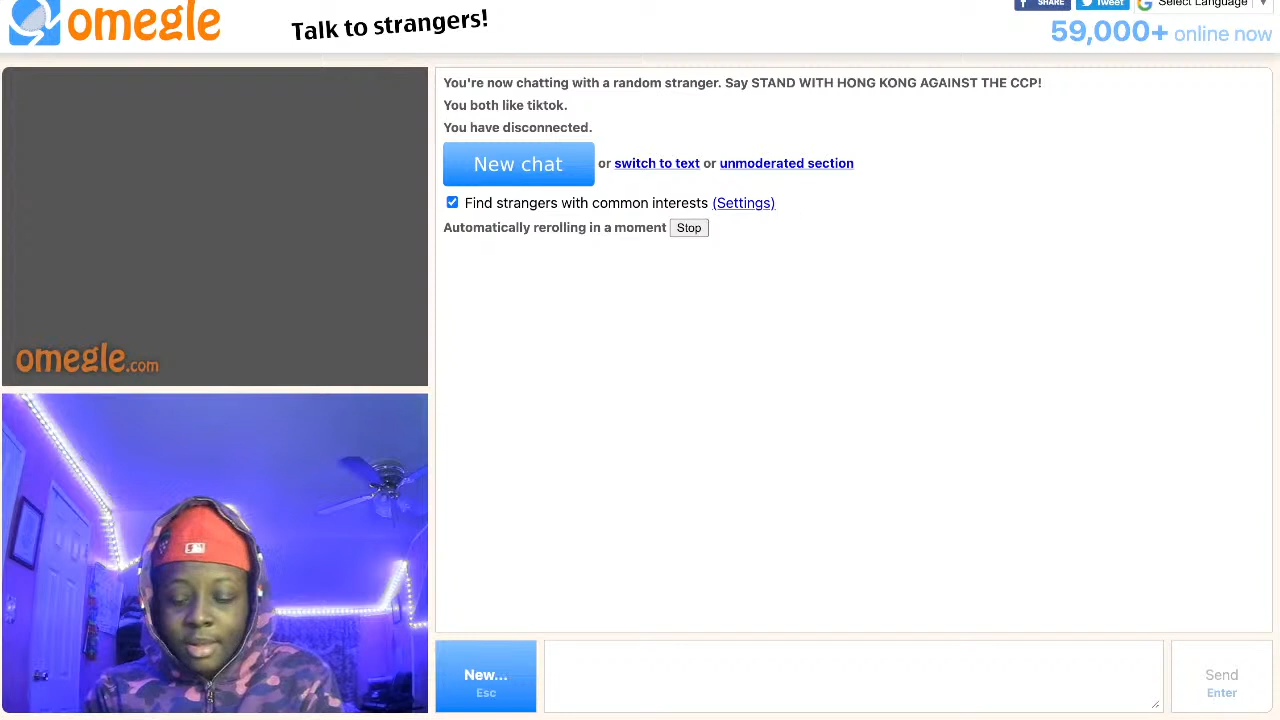 omegle
Talk to strangers!
SHARE
Tweet
Select Language
59,000+ online now
You're now chatting with a random stranger. Say STAND WITH HONG KONG AGAINST THE CCP!
You both like tiktok.
You have disconnected.
New chat or switch to text or unmoderated section
Find strangers with common interests (Settings)
Automatically rerolling in a moment Stop
omegle.com
New...
Esc
Send
Enter